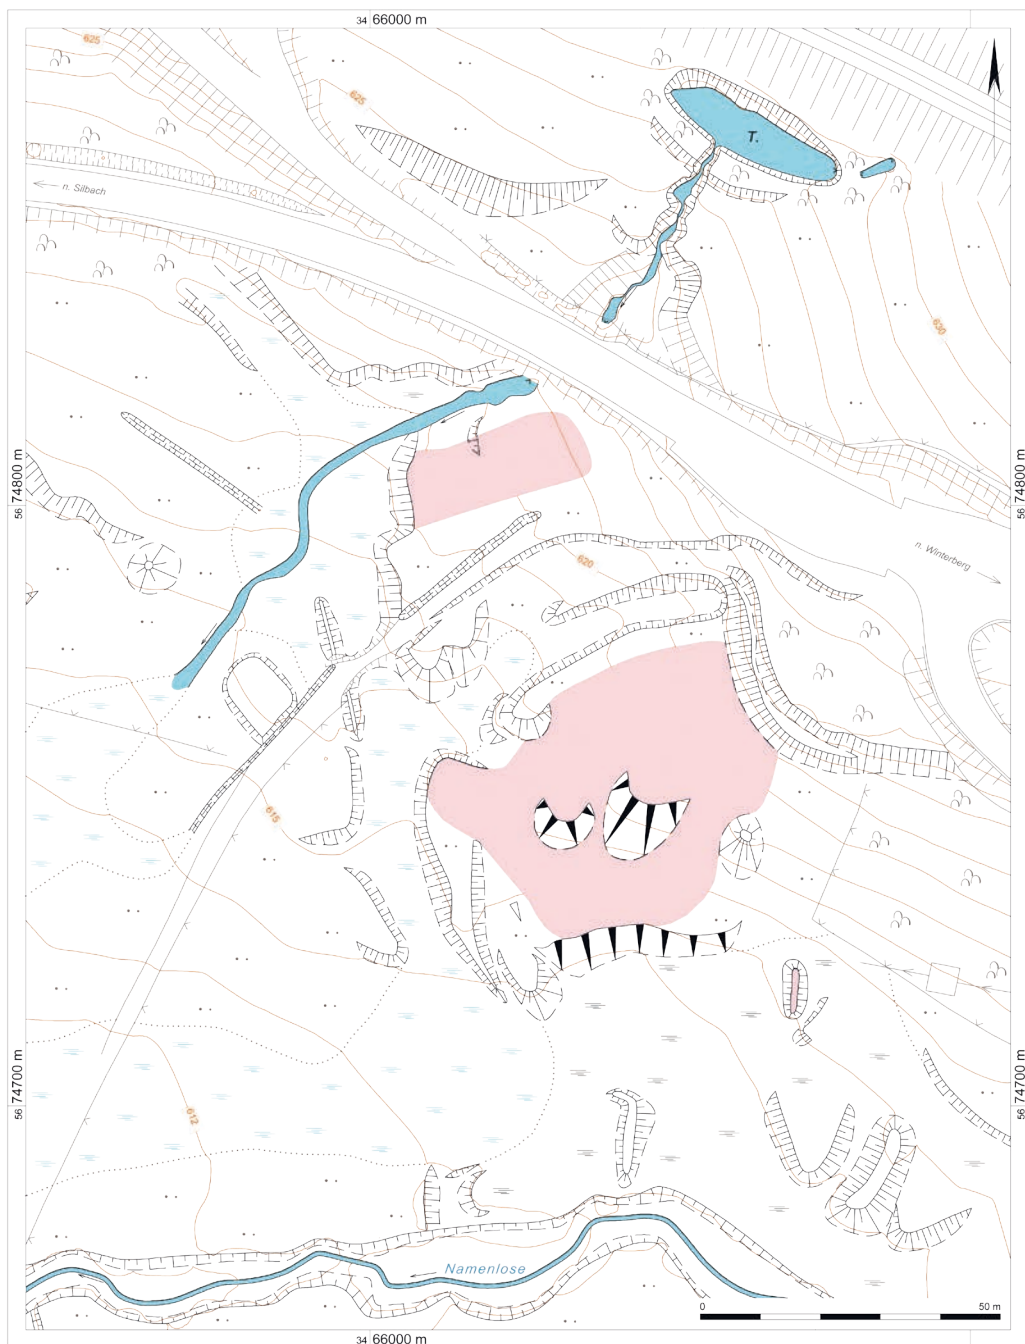 34 66000 m
625
625
T.
n. Silbach
630
56 74800 m
56 74800 m
n. Winterberg
620
615
56 74700 m
56 74700 m
612
Namenlose
0 50 m
34 66000 m